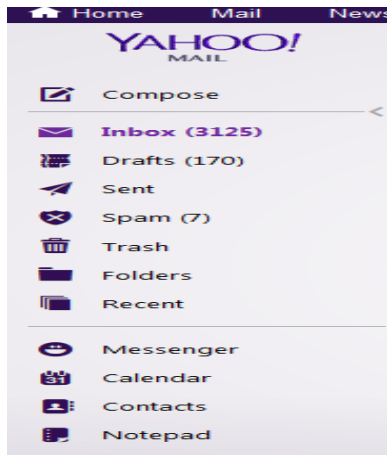 Home Mail News
YAHOO!
MAIL
Compose
<
Inbox (3125)
Drafts (170)
Sent
Spam (7)
Trash
Folders
Recent
Messenger
31
Calendar
Contacts
Notepad